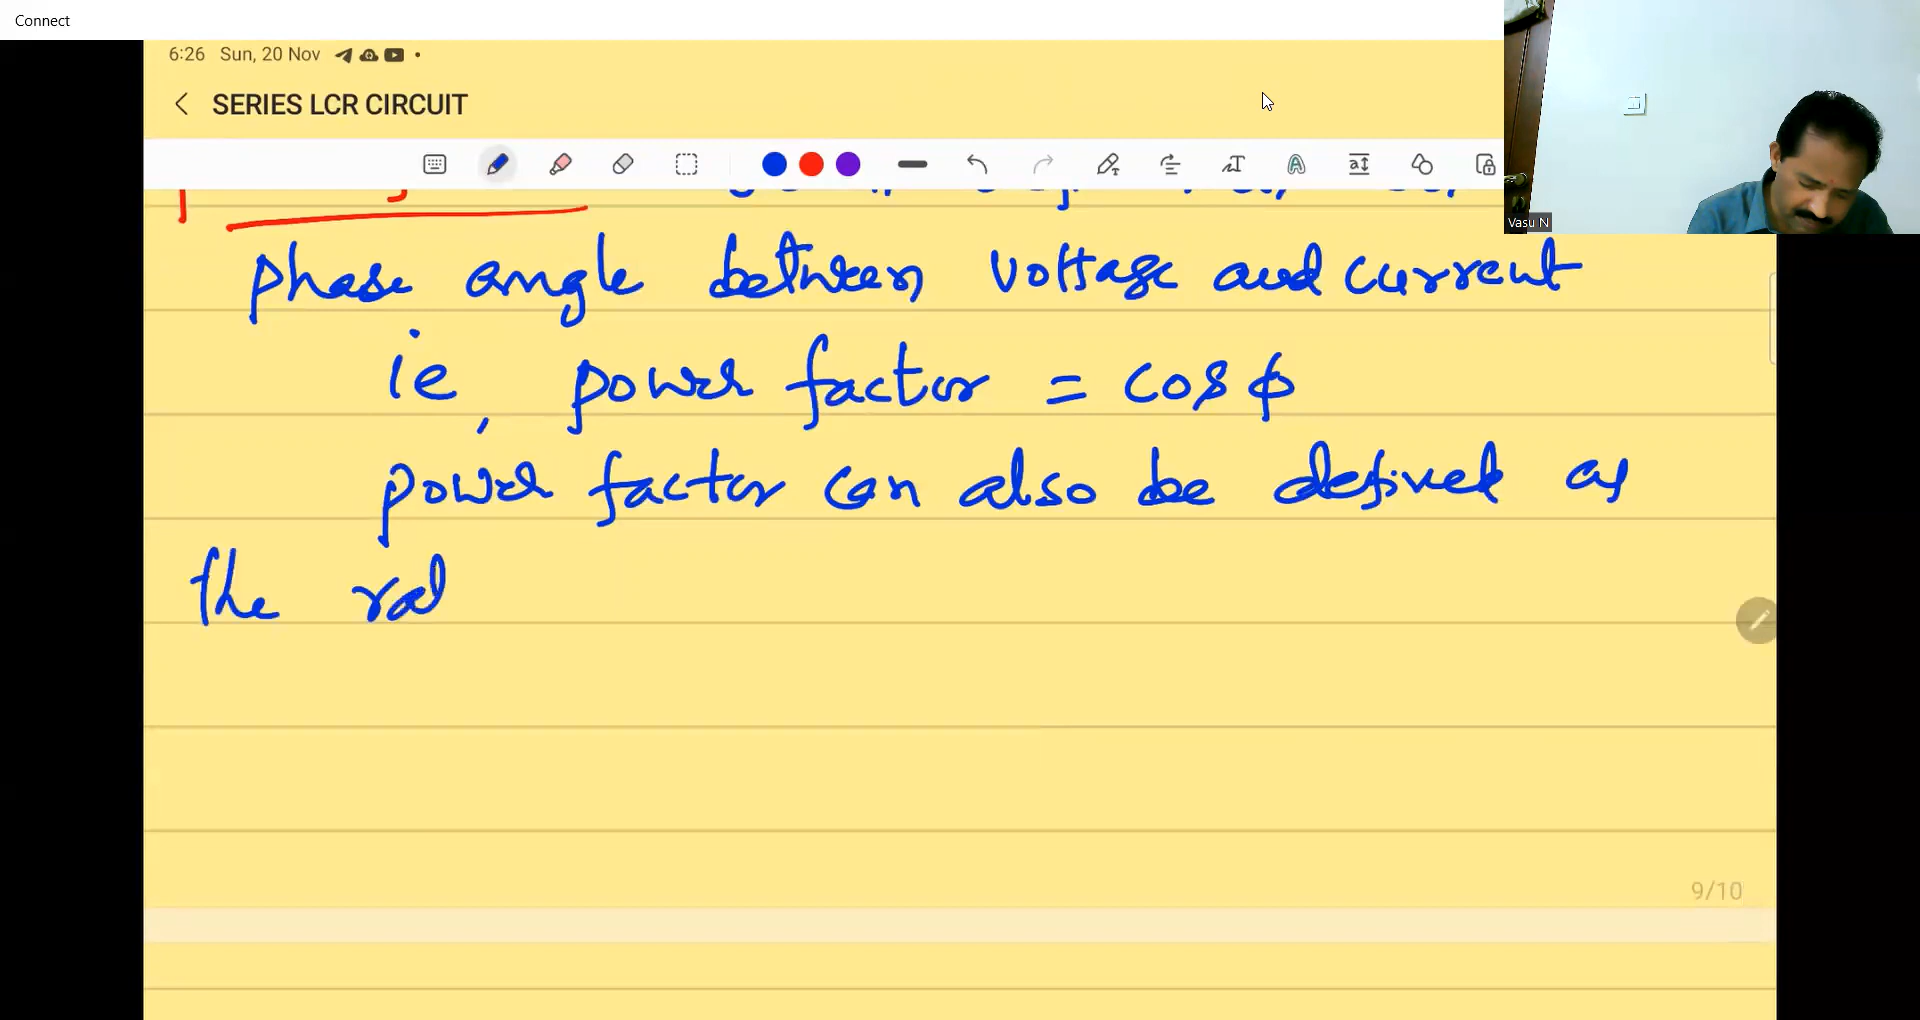 Connect
6:26 Sun, 20 Nov
SERIES LCR CIRCUIT
Vasu N
phase angle between voltage and current
ie, power factor = cos ϕ
power factor can also be defined as
the rat
9/10